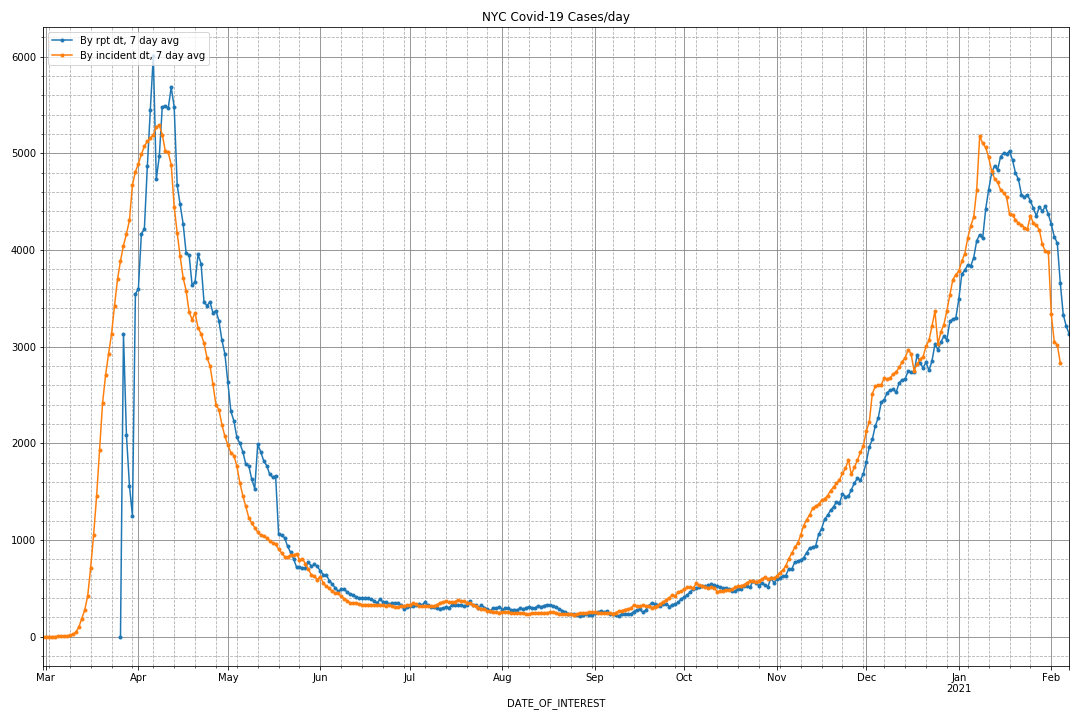 NYC Covid-19 Cases/day
By rpt dt, 7 day avg
By incident dt, 7 day avg
6000
5000
4000
3000
2000
1000
0
Mar Apr May Jun Jul Aug Sep Oct Nov Dec Jan Feb
2021
DATE_OF_INTEREST